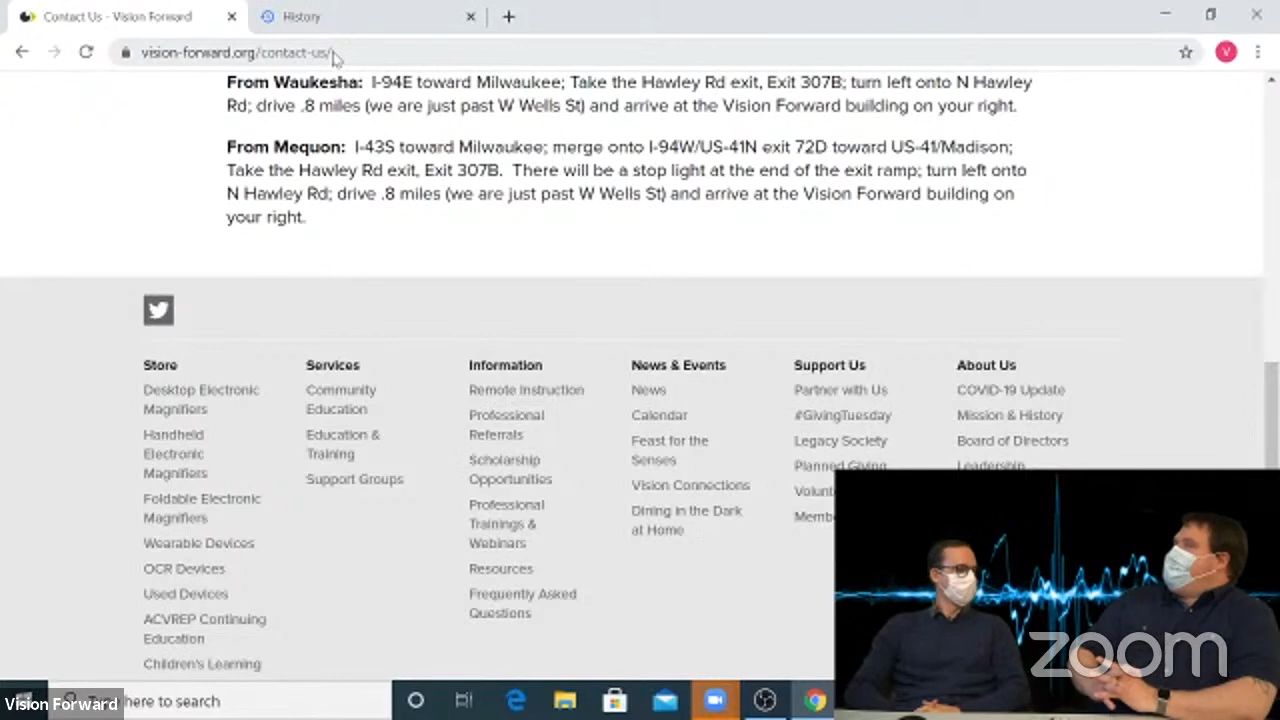 Contact Us - Vision Forward
History
vision-forward.org/contact-us/
V
From Waukesha: I-94E toward Milwaukee; Take the Hawley Rd exit, Exit 307B; turn left onto N Hawley
Rd; drive .8 miles (we are just past W Wells St) and arrive at the Vision Forward building on your right.
From Mequon: I-43S toward Milwaukee; merge onto I-94W/US-41N exit 72D toward US-41/Madison;
Take the Hawley Rd exit, Exit 307B. There will be a stop light at the end of the exit ramp; turn left onto
N Hawley Rd; drive .8 miles (we are just past W Wells St) and arrive at the Vision Forward building on
your right.
Store
Desktop Electronic
Magnifiers
Handheld
Electronic
Magnifiers
Foldable Electronic
Magnifiers
Wearable Devices
OCR Devices
Used Devices
ACVREP Continuing
Education
Children's Learning
Services
Community
Education
Education &
Training
Support Groups
Information
Remote Instruction
Professional
Referrals
Scholarship
Opportunities
Professional
Trainings &
Webinars
Resources
Frequently Asked
Questions
News & Events
News
Calendar
Feast for the
Senses
Vision Connections
Dining in the Dark
at Home
Support Us
Partner with Us
#GivingTuesday
Legacy Society
Planned Giving
About Us
COVID-19 Update
Mission & History
Board of Directors
Leadership
zoom
Vision Forward
here to search